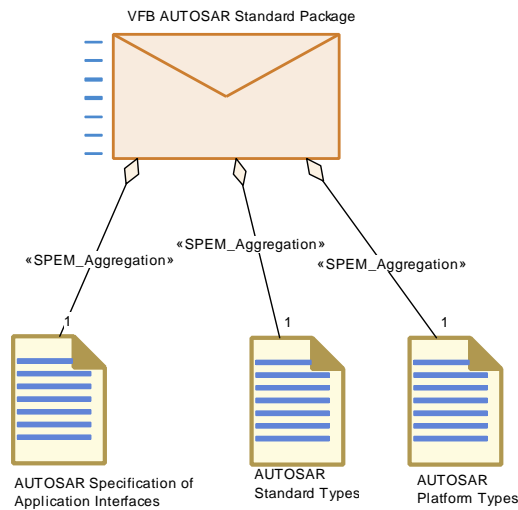 VFB AUTOSAR Standard Package
«SPEM_Aggregation»
«SPEM_Aggregation»
«SPEM_Aggregation»
1
1
1
AUTOSAR Specification of
Application Interfaces
AUTOSAR
Standard Types
AUTOSAR
Platform Types